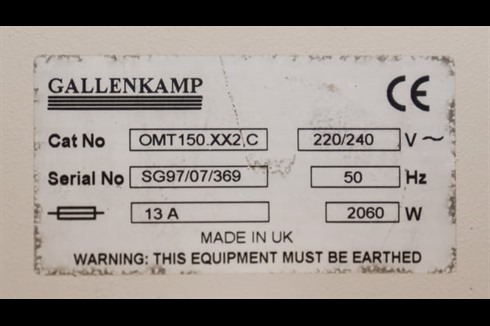 GALLENKAMP
CE
Cat No OMT150.XX2,C 220/240 V ~
Serial No SG97/07/369 50 Hz
13 A 2060 W
MADE IN UK
WARNING: THIS EQUIPMENT MUST BE EARTHED